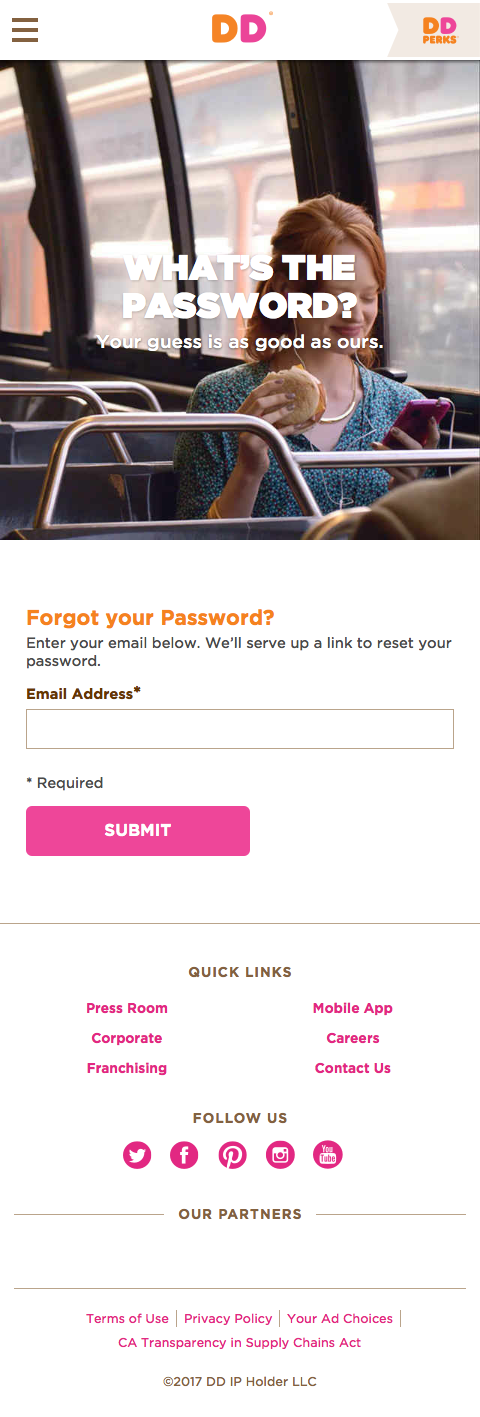 DD
DD
PERKS
WHAT'S THE
PASSWORD?
Your guess is as good as ours.
Forgot your Password?
Enter your email below. We'll serve up a link to reset your
password.
Email Address*
* Required
SUBMIT
QUICK LINKS
Press Room
Mobile App
Corporate
Careers
Franchising
Contact Us
FOLLOW US
You
Tube
OUR PARTNERS
Terms of Use
Privacy Policy
Your Ad Choices
CA Transparency in Supply Chains Act
©2017 DD IP Holder LLC